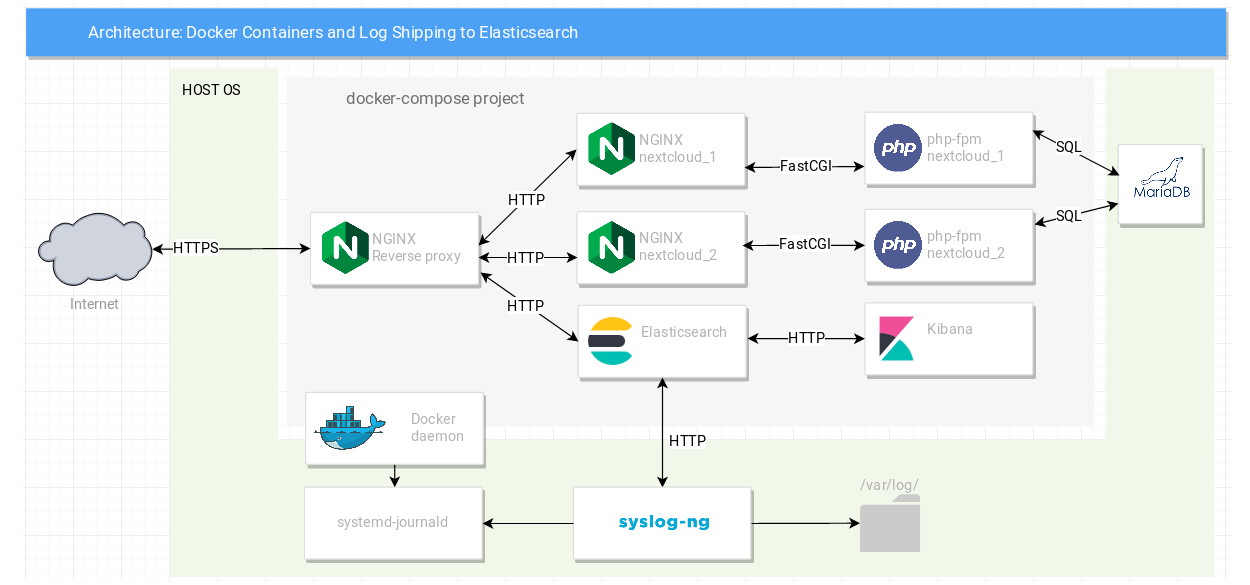 Architecture: Docker Containers and Log Shipping to Elasticsearch
HOST OS
docker-compose project
NGINX
nextcloud_1
FastCGI
php
php-fpm
nextcloud_1
SQL
MariaDB
HTTP
Internet
HTTPS
NGINX
Reverse proxy
HTTP
NGINX
nextcloud_2
FastCGI
php
php-fpm
nextcloud_2
SQL
HTTP
Elasticsearch
HTTP
Kibana
Docker
daemon
HTTP
systemd-journald
syslog-ng
/var/log/